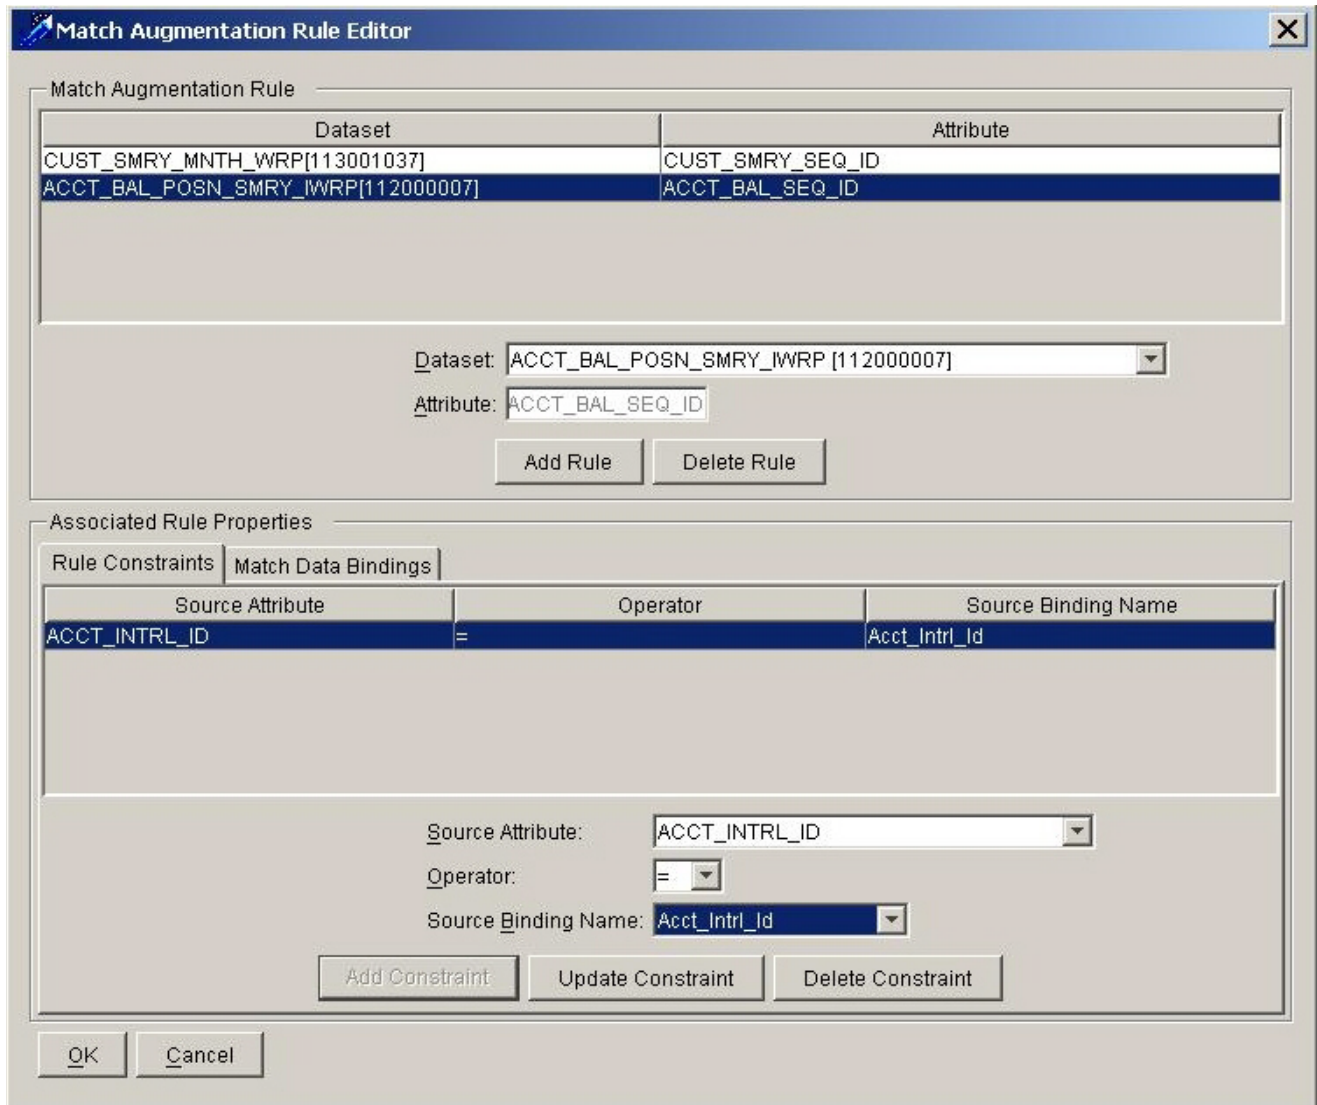 Match Augmentation Rule Editor
Match Augmentation Rule
Dataset Attribute
CUST_SMRY_MNTH_WRP[113001037] CUST_SMRY_SEQ_ID
ACCT_BAL_POSN_SMRY_IWRP[112000007] ACCT_BAL_SEQ_ID
Dataset: ACCT_BAL_POSN_SMRY_IWRP [112000007]
Attribute: ACCT_BAL_SEQ_ID
Add Rule Delete Rule
Associated Rule Properties
Rule Constraints Match Data Bindings
Source Attribute Operator Source Binding Name
ACCT_INTRL_ID = Acct_Intrl_Id
Source Attribute: ACCT_INTRL_ID
Operator: =
Source Binding Name: Acct_Intrl_Id
Add Constraint Update Constraint Delete Constraint
OK Cancel